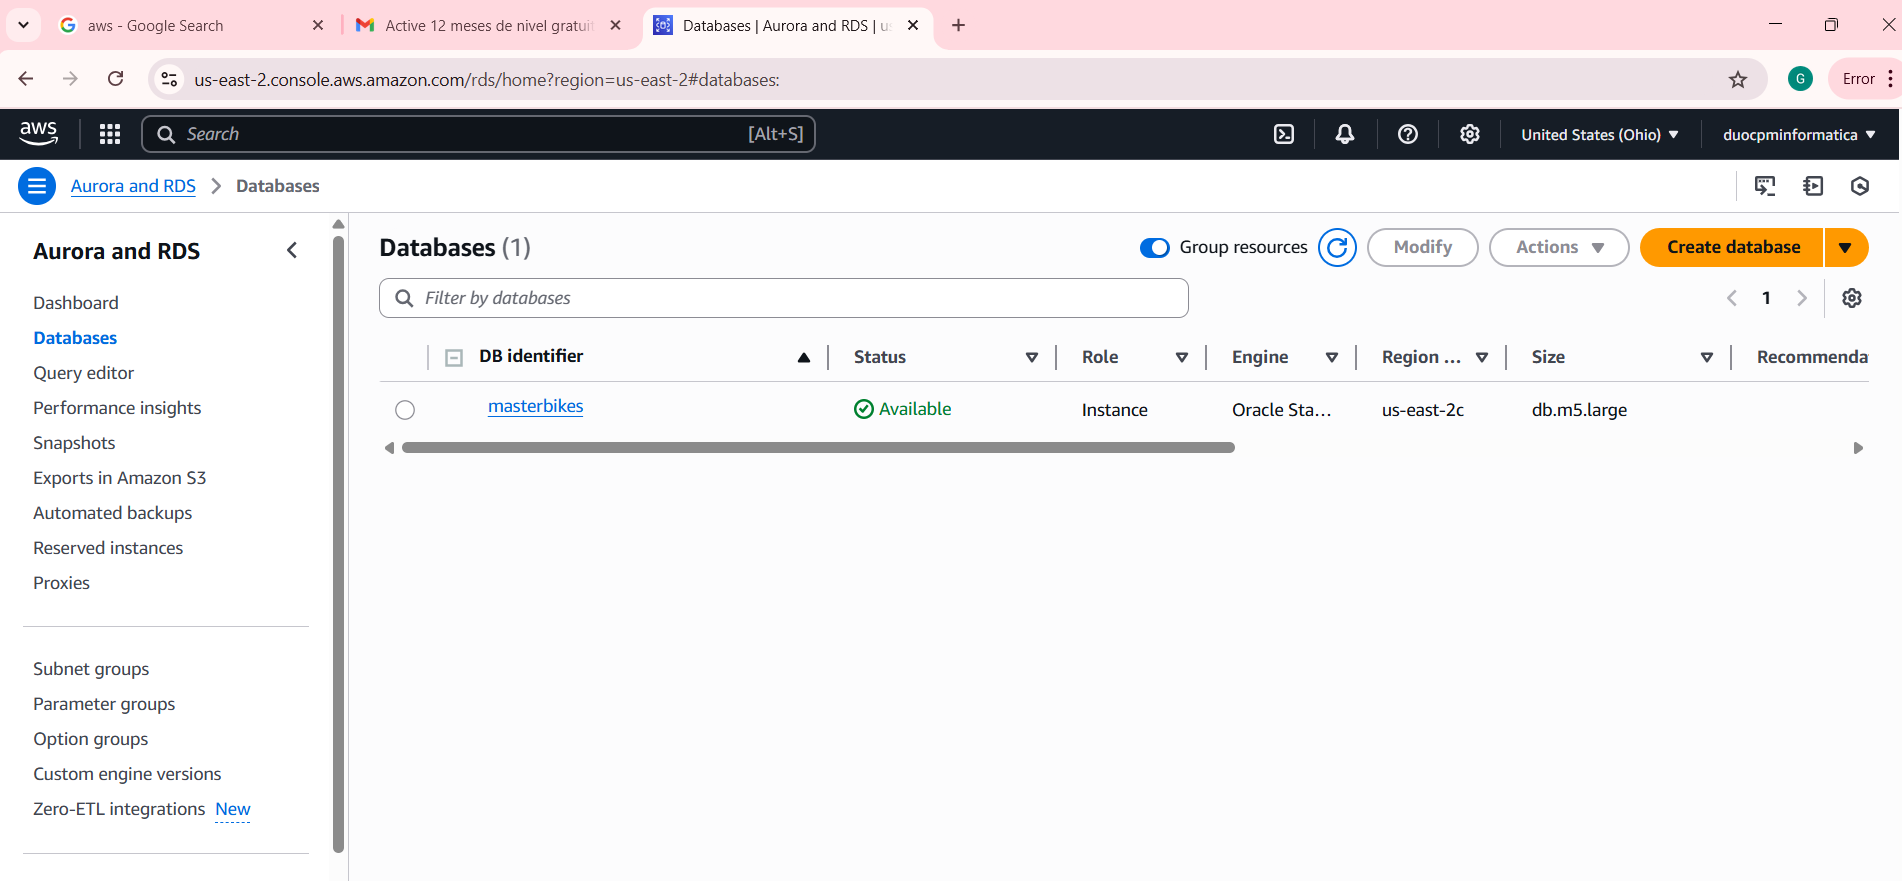 aws - Google Search
Active 12 meses de nivel gratuit
Databases | Aurora and RDS | us
us-east-2.console.aws.amazon.com/rds/home?region=us-east-2#databases:
G
Error
aws
Search
[Alt+S]
United States (Ohio)
duocpminformatica
Aurora and RDS
Databases
Aurora and RDS
Dashboard
Databases
Query editor
Performance insights
Snapshots
Exports in Amazon S3
Automated backups
Reserved instances
Proxies
Subnet groups
Parameter groups
Option groups
Custom engine versions
Zero-ETL integrations New
Databases (1)
Group resources
Modify
Actions
Create database
Filter by databases
1
DB identifier Status Role Engine Region ... Size Recommenda
masterbikes Available Instance Oracle Sta... us-east-2c db.m5.large